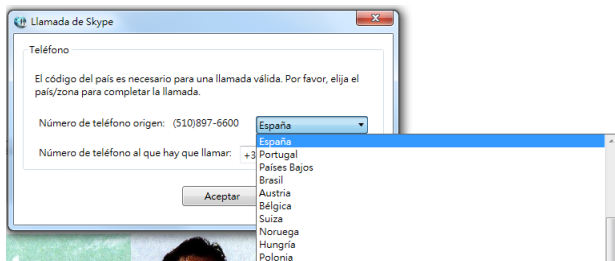 Llamada de Skype
Teléfono
El código del país es necesario para una llamada válida. Por favor, elija el
país/zona para completar la llamada.
Número de teléfono origen: (510)897-6600 España
Número de teléfono al que hay que llamar: +3
España
Portugal
Países Bajos
Brasil
Austria
Bélgica
Suiza
Noruega
Hungría
Polonia
Aceptar